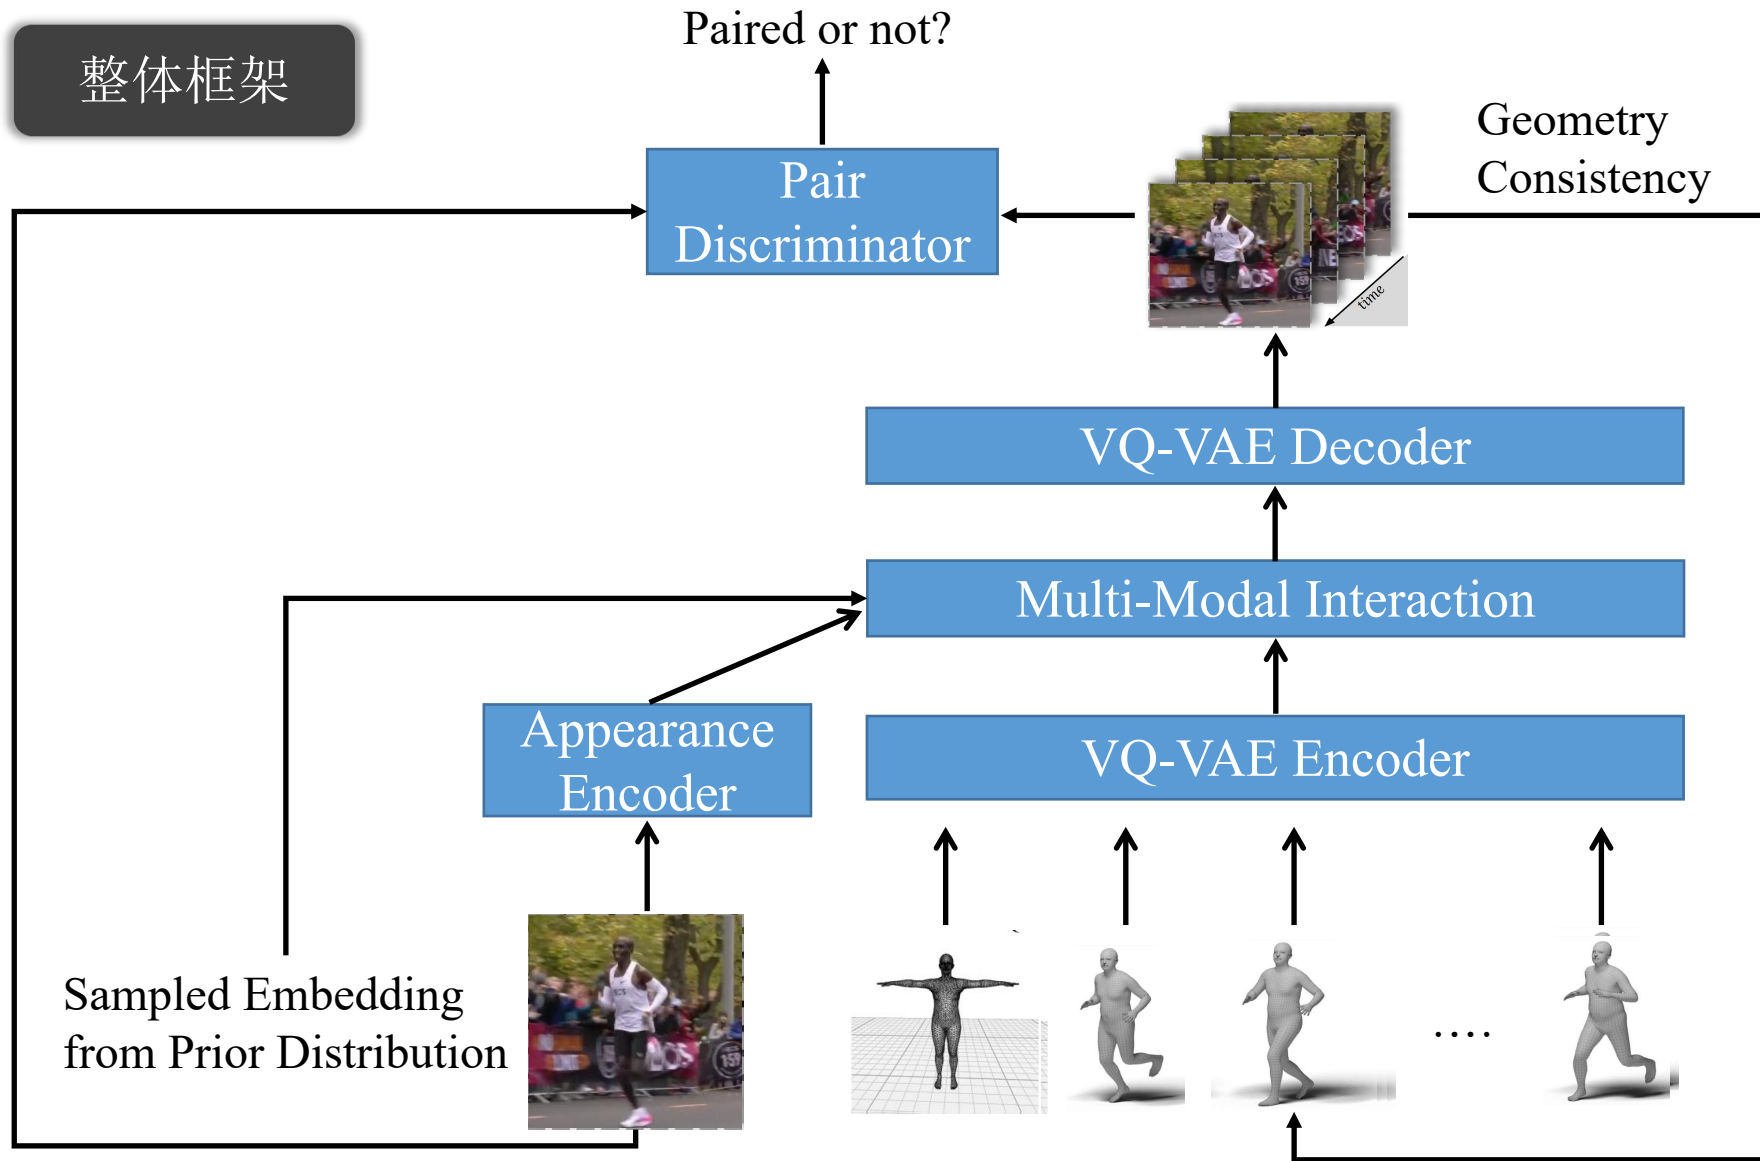 整体框架
Paired or not?
Pair
Discriminator
Geometry
Consistency
time
VQ-VAE Decoder
Multi-Modal Interaction
Appearance
Encoder
VQ-VAE Encoder
Sampled Embedding
from Prior Distribution
....